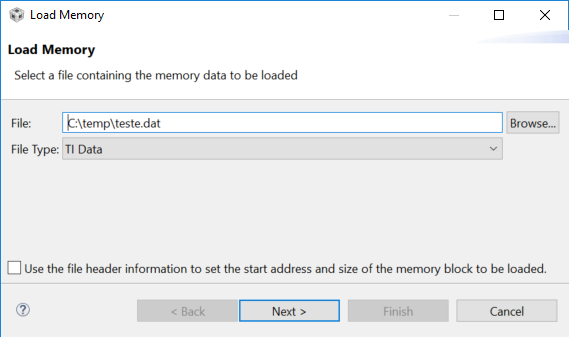 Load Memory
Load Memory
Select a file containing the memory data to be loaded
File: C:\temp\teste.dat Browse...
File Type: TI Data
Use the file header information to set the start address and size of the memory block to be loaded.
? < Back Next > Finish Cancel